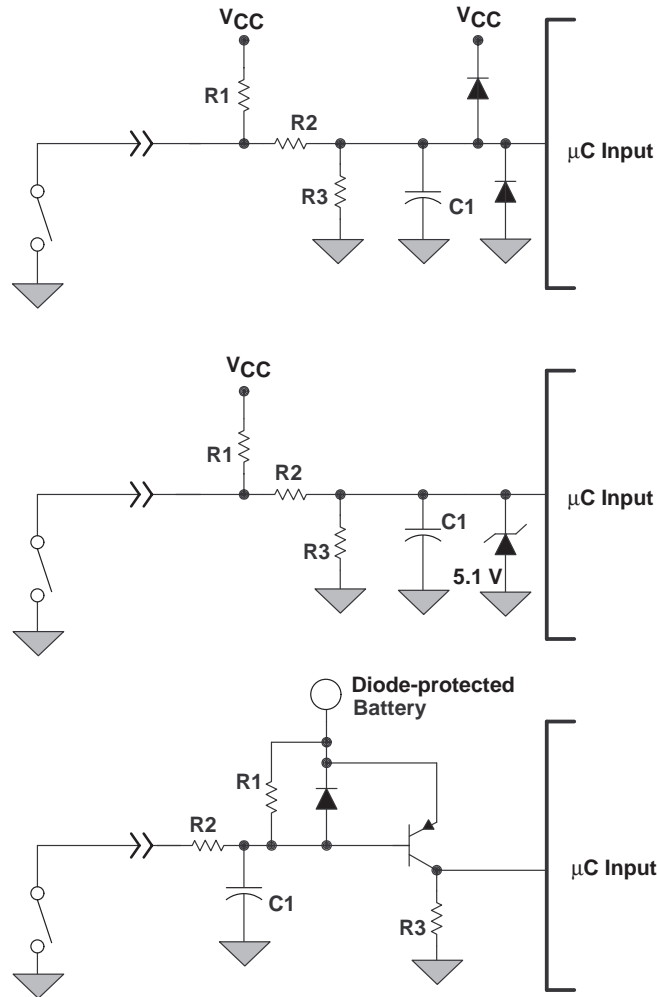 VCC
VCC
R1
R2
R3
C1
μC Input
VCC
R1
R2
R3
C1
5.1 V
μC Input
Diode-protected
Battery
R1
R2
C1
R3
μC Input